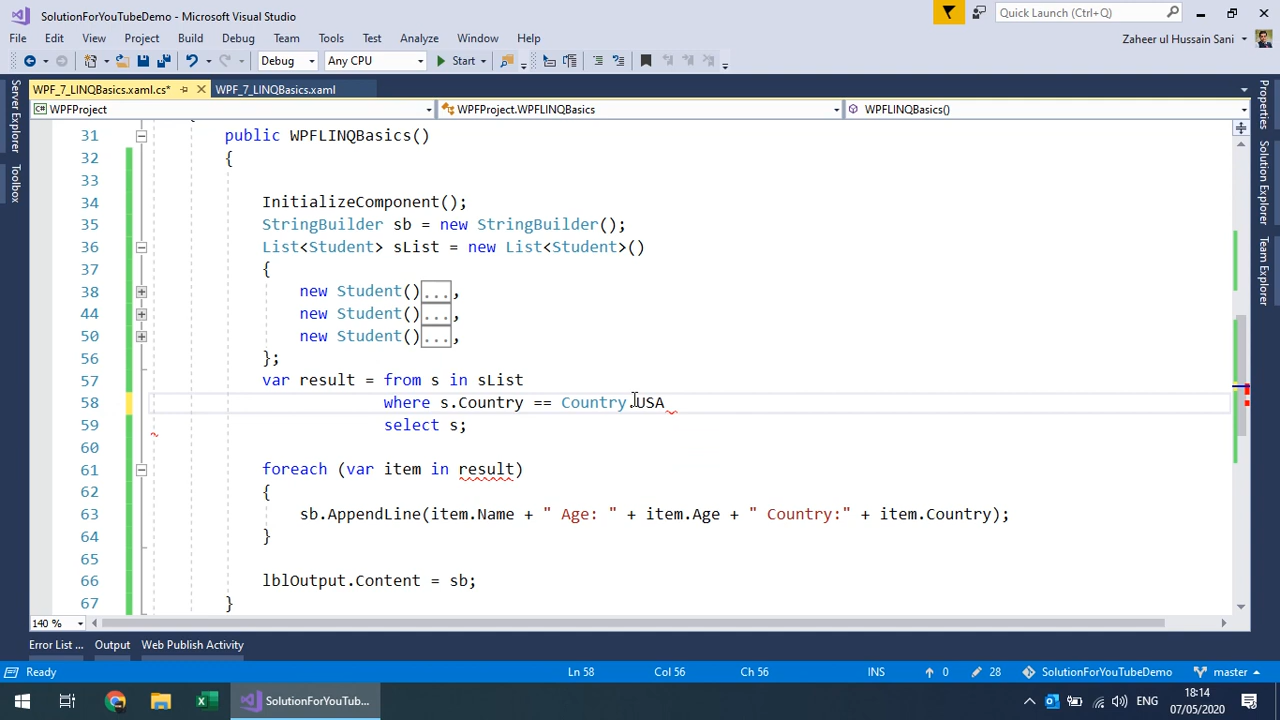 SolutionForYouTubeDemo - Microsoft Visual Studio
Quick Launch (Ctrl+Q)
File Edit View Project Build Debug Team Tools Test Analyze Window Help
Zaheer ul Hussain Sani
Debug Any CPU Start
WPF_7_LINQBasics.xaml.cs* WPF_7_LINQBasics.xaml
WPFProject WPFProject.WPFLINQBasics WPFLINQBasics()
Server Explorer
Toolbox
Properties
Solution Explorer
Team Explorer
31 public WPFLINQBasics()
32 {
33
34 InitializeComponent();
35 StringBuilder sb = new StringBuilder();
36 List<Student> sList = new List<Student>()
37 {
38 new Student()...,
44 new Student()...,
50 new Student()...,
56 };
57 var result = from s in sList
58 where s.Country == Country.USA
59 select s;
60
61 foreach (var item in result)
62 {
63 sb.AppendLine(item.Name + " Age: " + item.Age + " Country:" + item.Country);
64 }
65
66 lblOutput.Content = sb;
67 }
140 %
Error List ... Output Web Publish Activity
Ready Ln 58 Col 56 Ch 56 INS 0 28 SolutionForYouTubeDemo master
SolutionForYouTub... ENG 18:14
07/05/2020